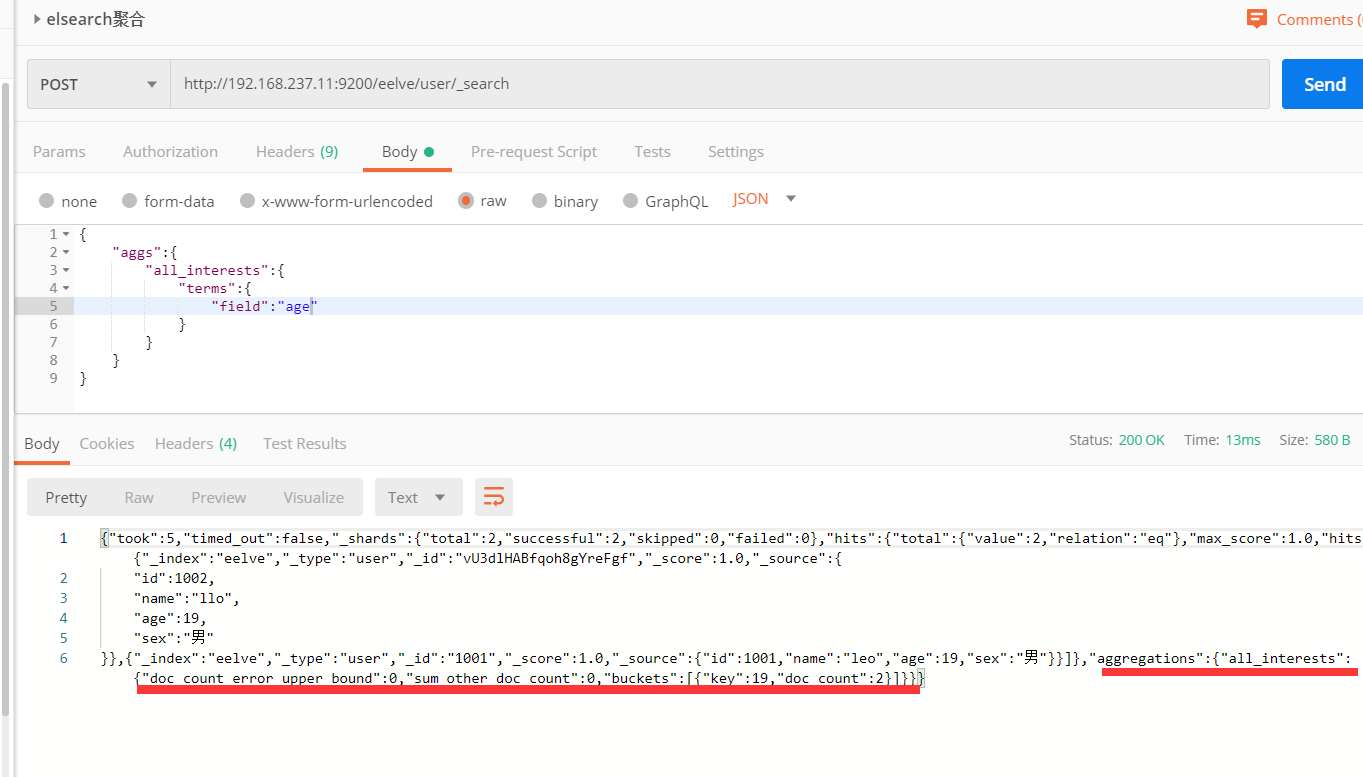 elsearch聚合
Comments (
POST
http://192.168.237.11:9200/eelve/user/_search
Send
Params Authorization Headers (9) Body Pre-request Script Tests Settings
none form-data x-www-form-urlencoded raw binary GraphQL JSON
1 {
2 "aggs":{
3 "all_interests":{
4 "terms":{
5 "field":"age"
6 }
7 }
8 }
9 }
Body Cookies Headers (4) Test Results Status: 200 OK Time: 13ms Size: 580 B
Pretty Raw Preview Visualize Text
1 {"took":5,"timed_out":false,"_shards":{"total":2,"successful":2,"skipped":0,"failed":0},"hits":{"total":{"value":2,"relation":"eq"},"max_score":1.0,"hits
{"_index":"eelve","_type":"user","_id":"vU3dlHABfqoh8gYreFgf","_score":1.0,"_source":{
2 "id":1002,
3 "name":"llo",
4 "age":19,
5 "sex":"男"
6 }},{"_index":"eelve","_type":"user","_id":"1001","_score":1.0,"_source":{"id":1001,"name":"leo","age":19,"sex":"男"}}]},"aggregations":{"all_interests":
{"doc_count_error_upper_bound":0,"sum_other_doc_count":0,"buckets":[{"key":19,"doc_count":2}]}}}